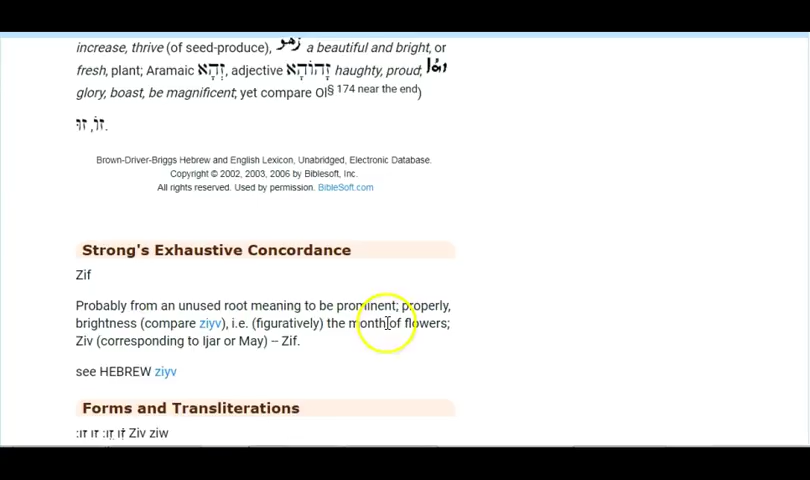 increase, thrive (of seed-produce), زهو a beautiful and bright, or
fresh, plant; Aramaic זְהָא, adjective זָהוֹהָא haughty, proud;
glory, boast, be magnificent; yet compare Ol§ 174 near the end)
זוֹ, זוּ.
Brown-Driver-Briggs Hebrew and English Lexicon, Unabridged, Electronic Database.
Copyright © 2002, 2003, 2006 by Biblesoft, Inc.
All rights reserved. Used by permission. BibleSoft.com
Strong's Exhaustive Concordance
Zif
Probably from an unused root meaning to be prominent; properly,
brightness (compare ziyv), i.e. (figuratively) the month of flowers;
Ziv (corresponding to Ijar or May) -- Zif.
see HEBREW ziyv
Forms and Transliterations
Ziv ziw